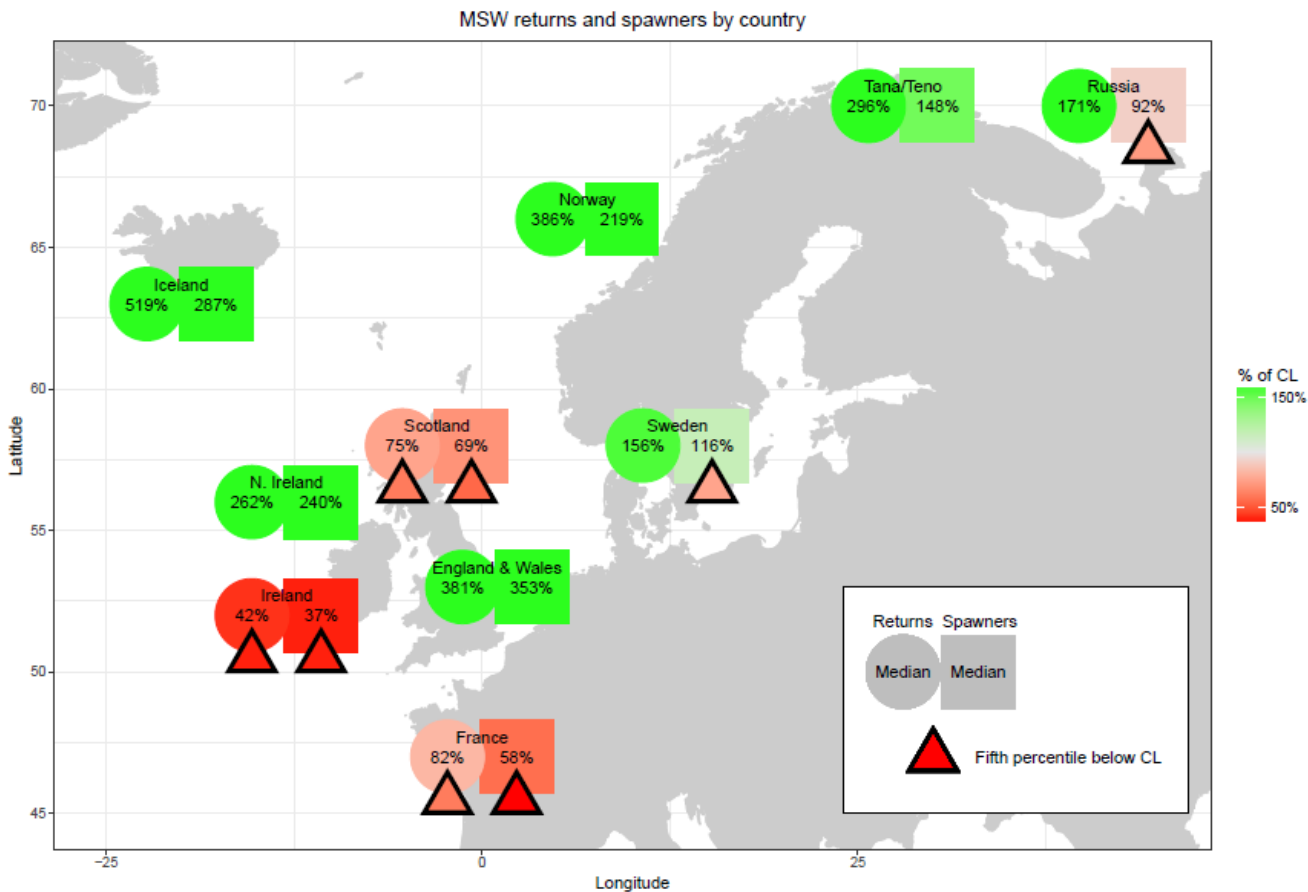 MSW returns and spawners by country
Tana/Teno
296% 148%
Russia
171% 92%
Norway
386% 219%
Iceland
519% 287%
Scotland
75% 69%
Sweden
156% 116%
N. Ireland
262% 240%
England & Wales
381% 353%
Ireland
42% 37%
France
82% 58%
70
65
60
55
50
45
Latitude
−25 0 25
Longitude
% of CL
150%
50%
Returns Spawners
Median Median
Fifth percentile below CL